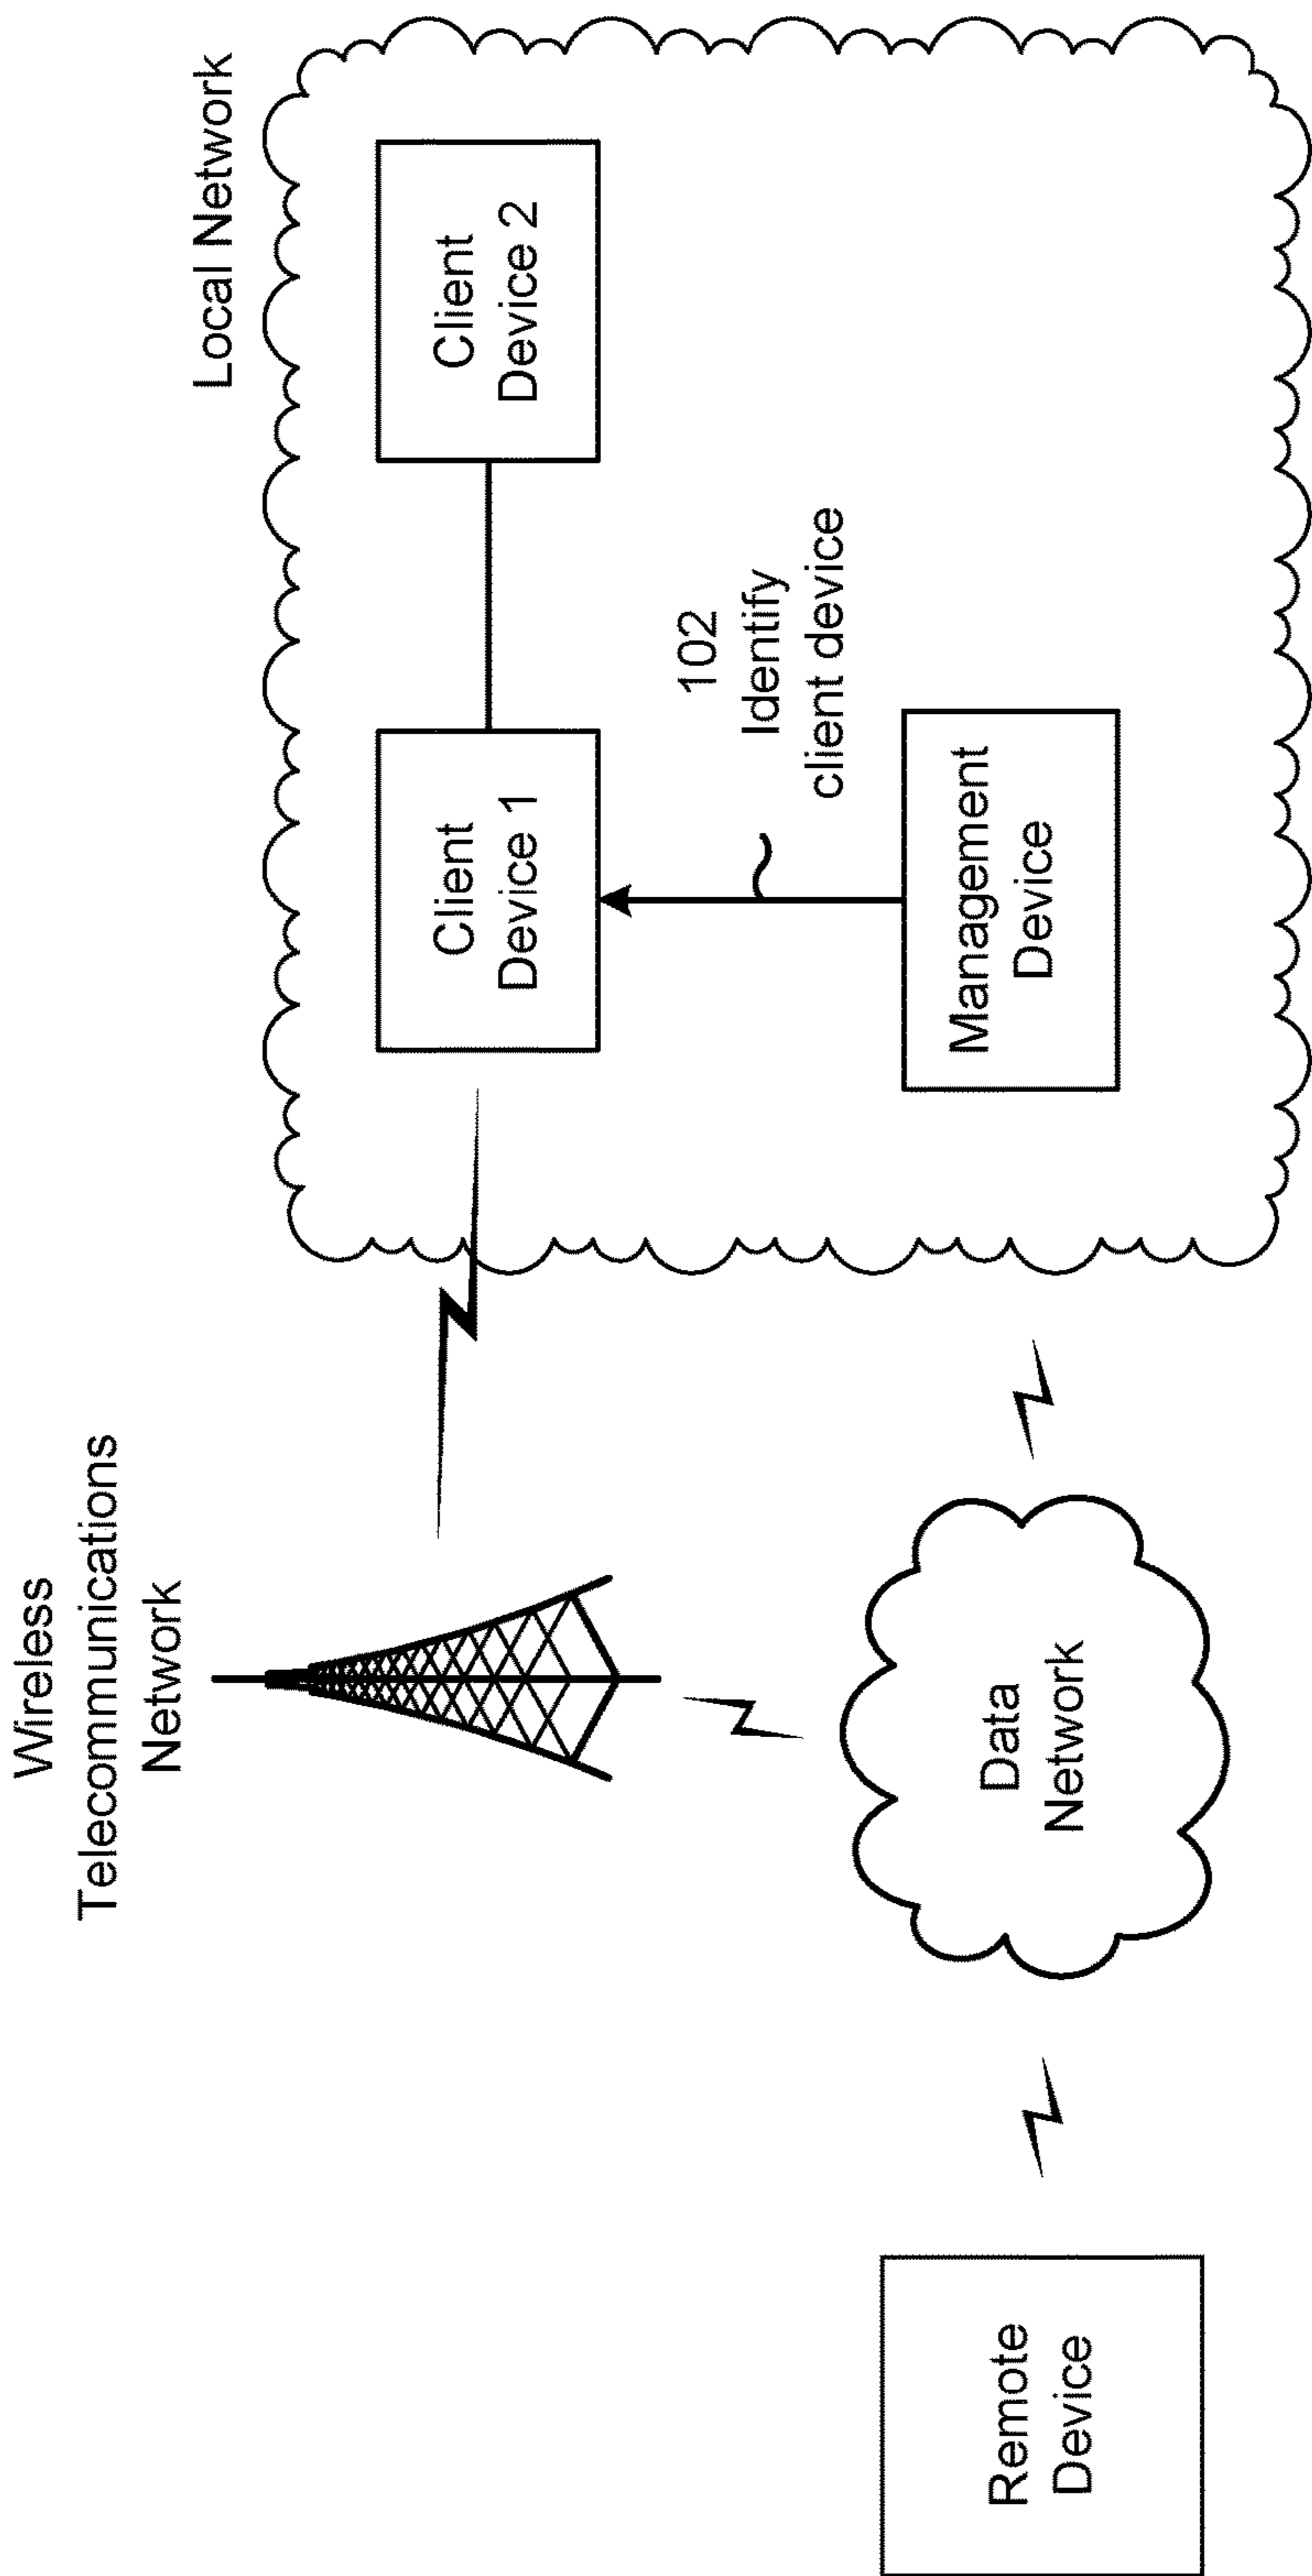 Wireless
Telecommunications
Network
Local Network
Client
Device 1
Client
Device 2
102
Identify
client device
Remote
Device
Data
Network
Management
Device